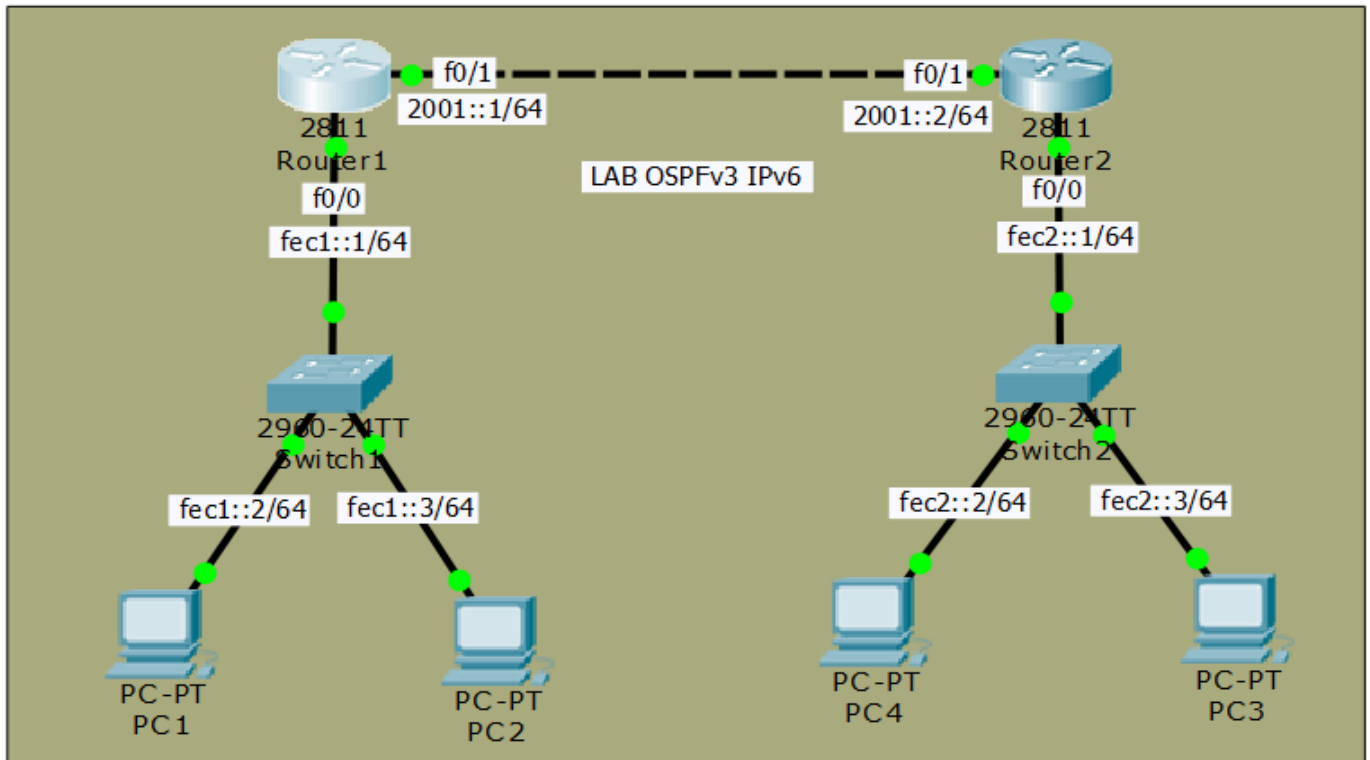 f0/1
2001::1/64
2811
Router1
f0/0
fec1::1/64
f0/1
2001::2/64
2811
Router2
f0/0
fec2::1/64
LAB OSPFv3 IPv6
2960-24TT
Switch1
fec1::2/64
fec1::3/64
PC-PT
PC1
PC-PT
PC2
2960-24TT
Switch2
fec2::2/64
fec2::3/64
PC-PT
PC4
PC-PT
PC3